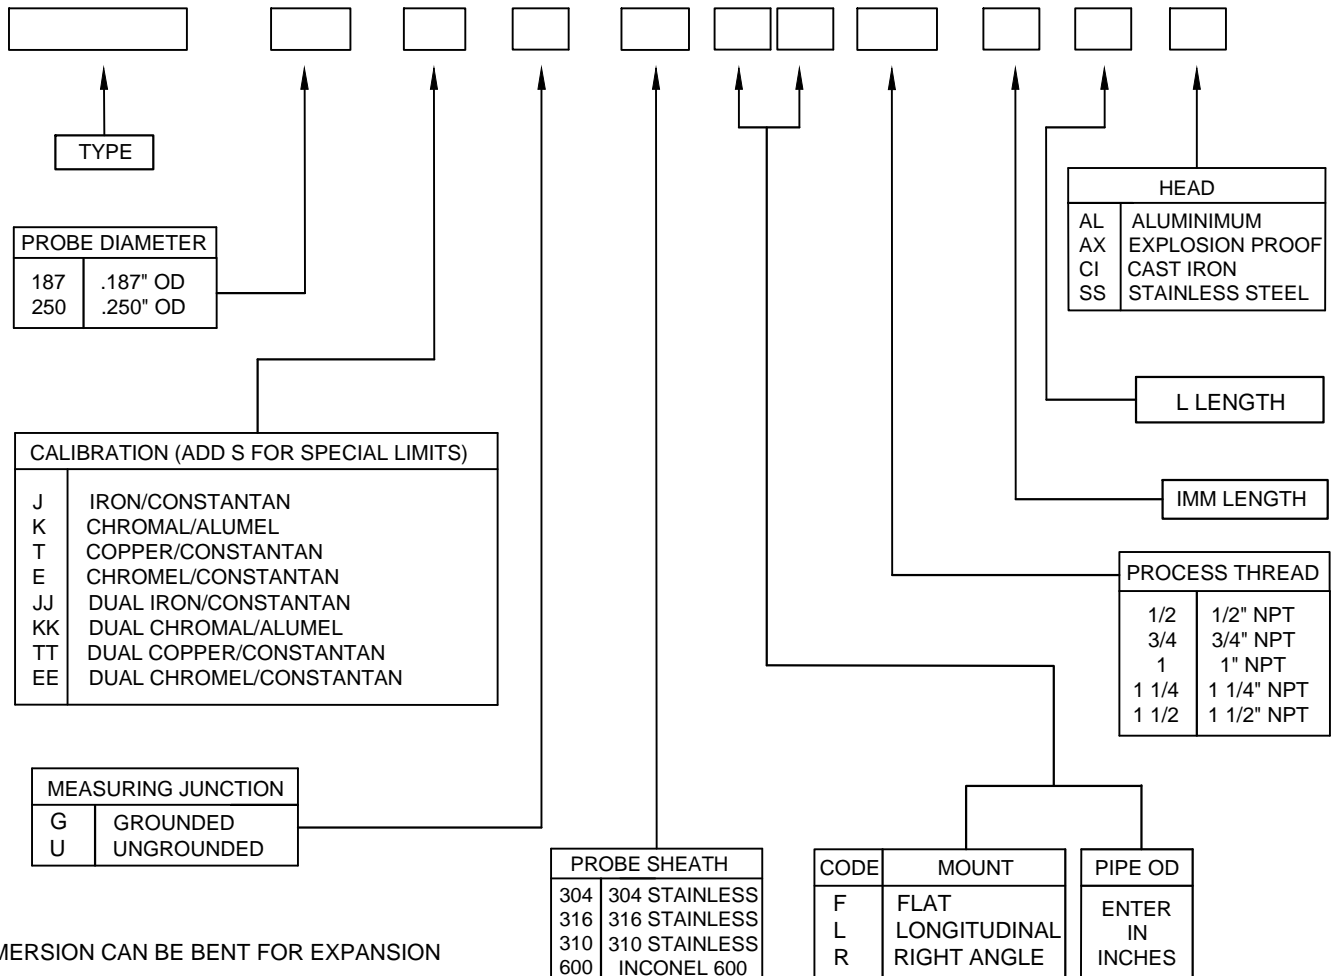 TYPE
PROBE DIAMETER
187 .187" OD
250 .250" OD
HEAD
AL ALUMINIMUM
AX EXPLOSION PROOF
CI CAST IRON
SS STAINLESS STEEL
L LENGTH
IMM LENGTH
CALIBRATION (ADD S FOR SPECIAL LIMITS)
J IRON/CONSTANTAN
K CHROMAL/ALUMEL
T COPPER/CONSTANTAN
E CHROMEL/CONSTANTAN
JJ DUAL IRON/CONSTANTAN
KK DUAL CHROMAL/ALUMEL
TT DUAL COPPER/CONSTANTAN
EE DUAL CHROMEL/CONSTANTAN
PROCESS THREAD
1/2 1/2" NPT
3/4 3/4" NPT
1 1" NPT
1 1/4 1 1/4" NPT
1 1/2 1 1/2" NPT
MEASURING JUNCTION
G GROUNDED
U UNGROUNDED
PROBE SHEATH
304 304 STAINLESS
316 316 STAINLESS
310 310 STAINLESS
600 INCONEL 600
CODE MOUNT
F FLAT
L LONGITUDINAL
R RIGHT ANGLE
PIPE OD
ENTER
IN
INCHES
MERSION CAN BE BENT FOR EXPANSION